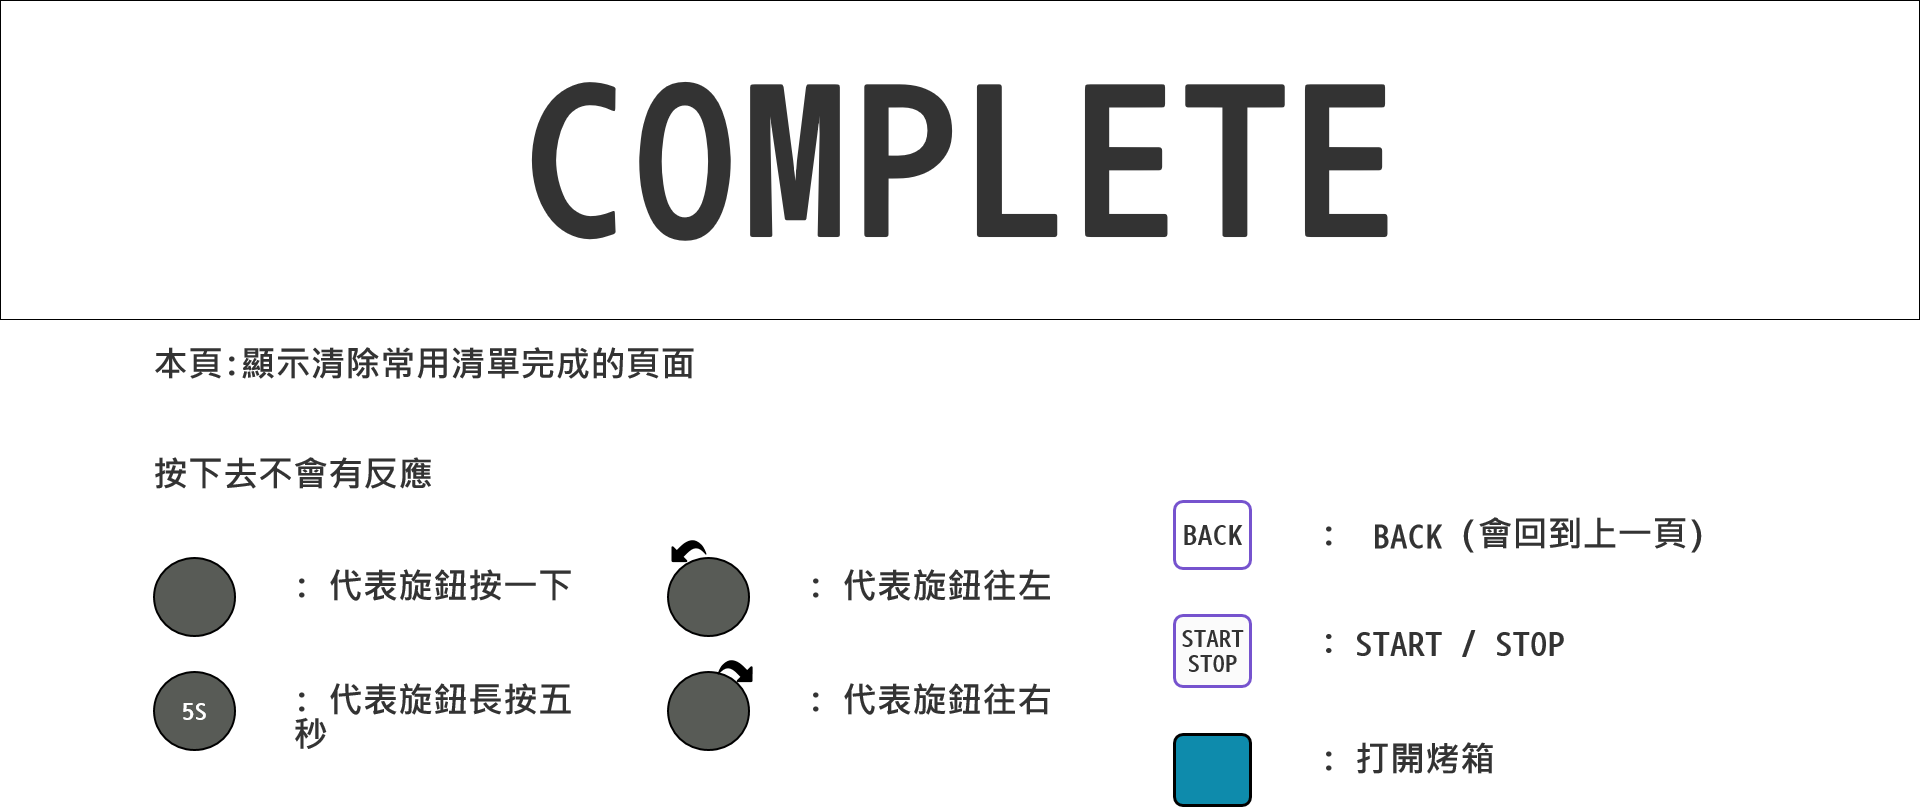 COMPLETE
本頁:顯示清除常用清單完成的頁面
按下去不會有反應
: 代表旋鈕按一下
: 代表旋鈕往左
5S
: 代表旋鈕長按五
秒
: 代表旋鈕往右
BACK
: BACK (會回到上一頁)
START
STOP
: START / STOP
: 打開烤箱